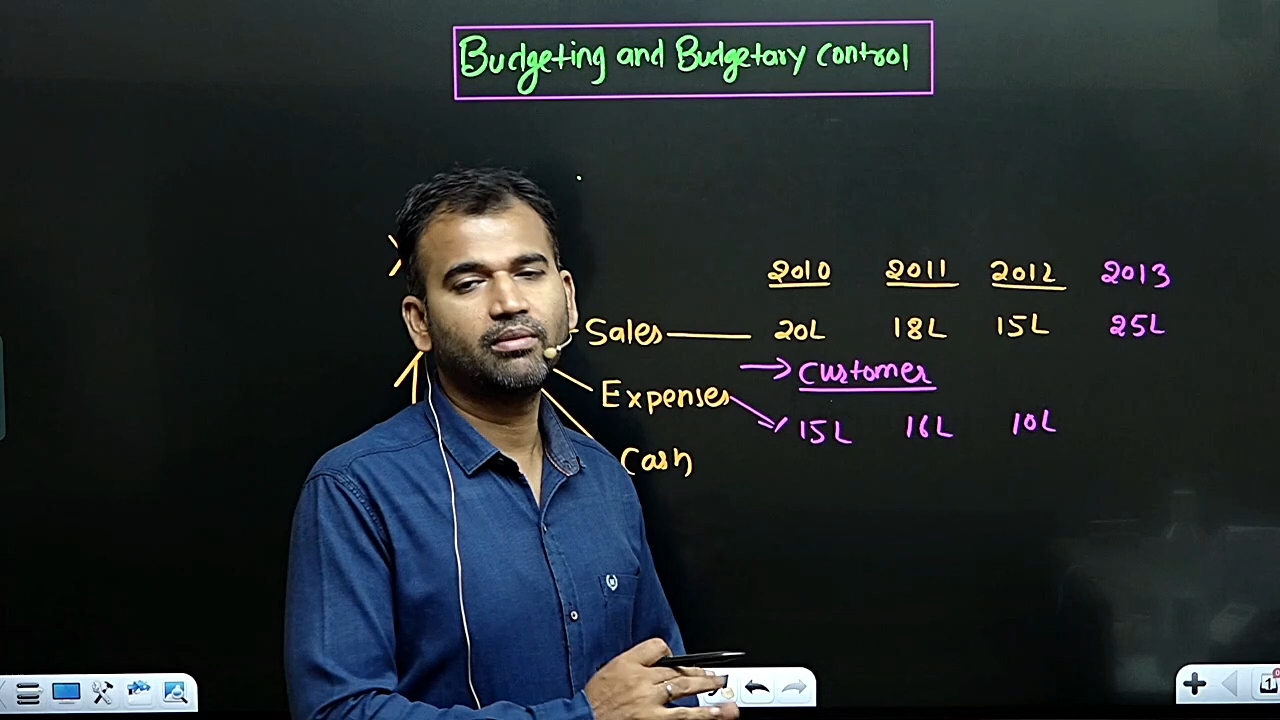 Budgeting and Budgetary control
2010 2011 2012 2013
Sales 20L 18L 15L 25L
Customer
Expenses 15L 16L 10L
Cash